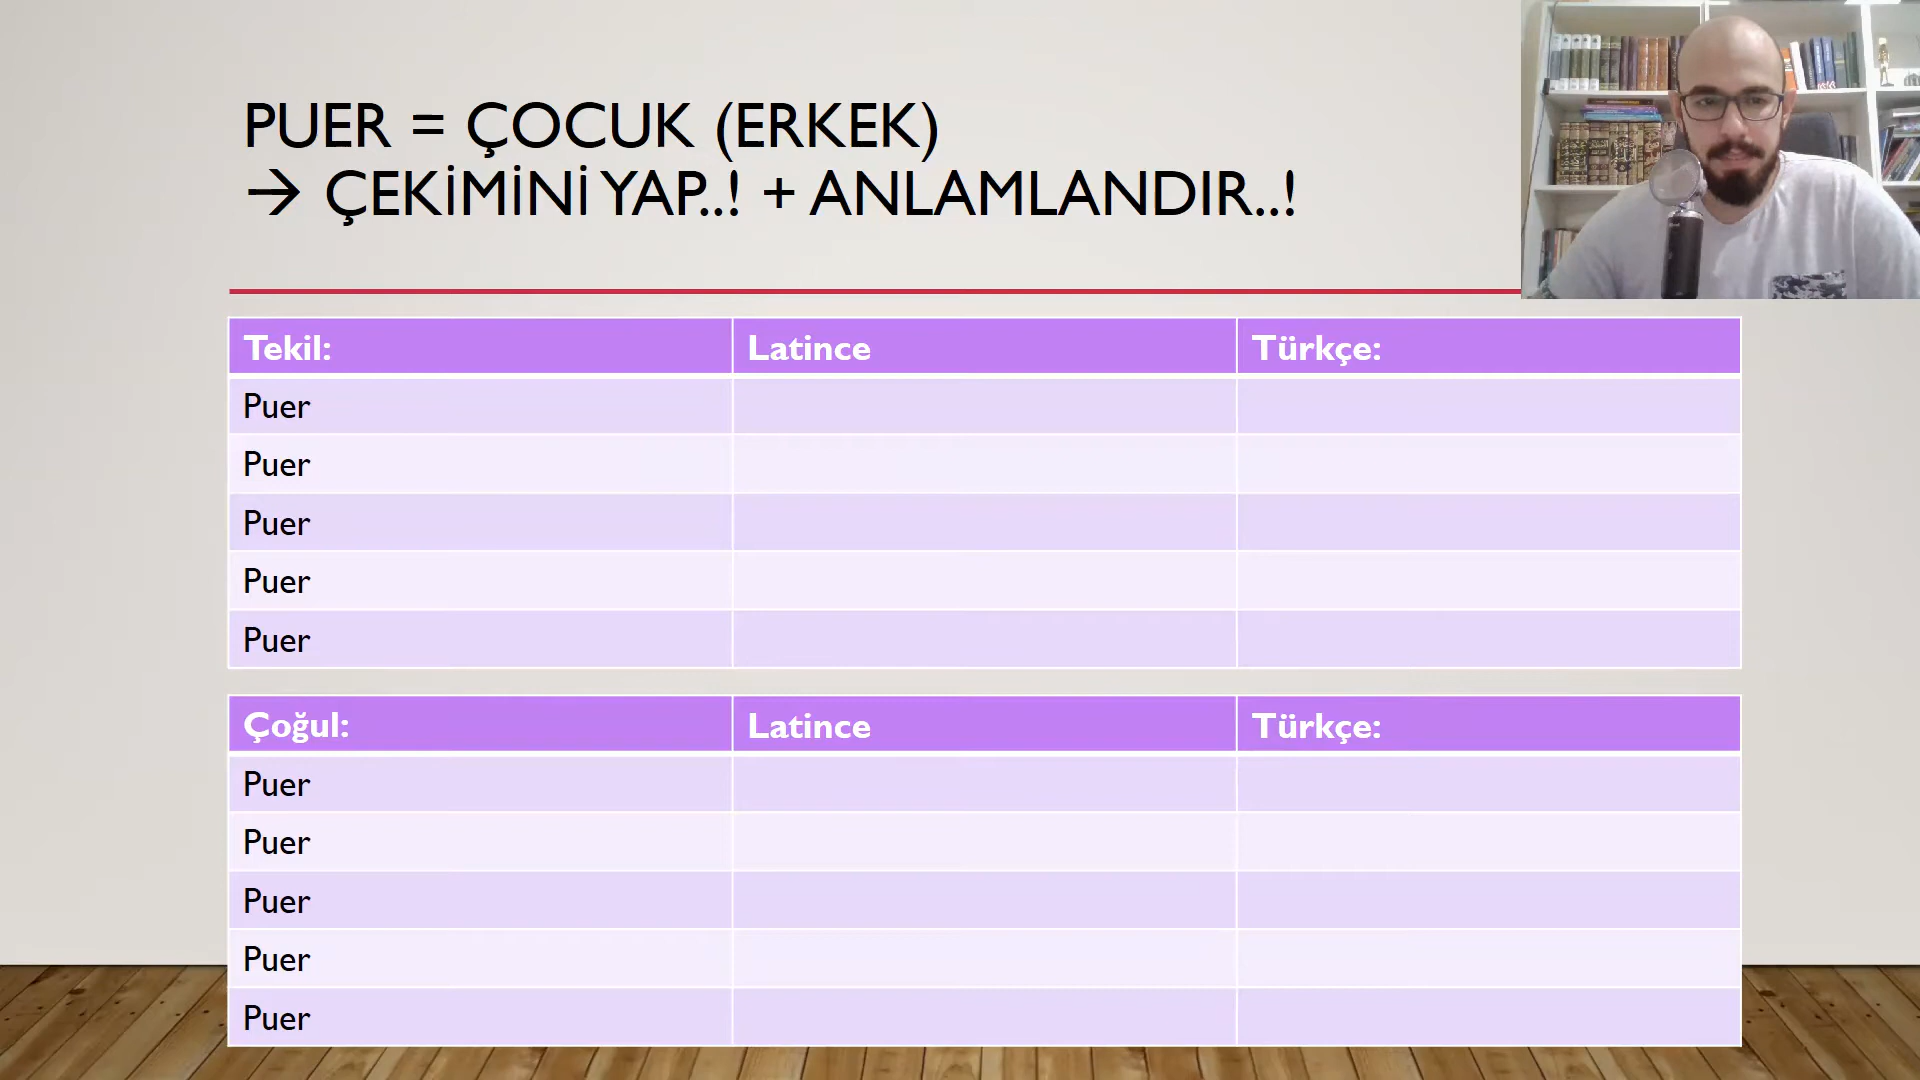 PUER = ÇOCUK (ERKEK)
→ ÇEKİMİNİ YAP..! + ANLAMLANDIR..!
Tekil: Latince Türkçe:
Puer
Puer
Puer
Puer
Puer
Çoğul: Latince Türkçe:
Puer
Puer
Puer
Puer
Puer